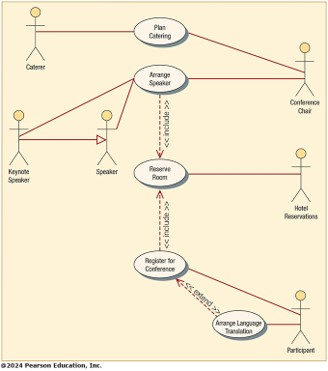 Plan
Catering
Caterer
Arrange
Speaker
Conference
Chair
<< include >>
Keynote
Speaker
Speaker
Reserve
Room
Hotel
Reservations
<< include >>
Register for
Conference
<< extend >>
Arrange Language
Translation
Participant
©2024 Pearson Education, Inc.